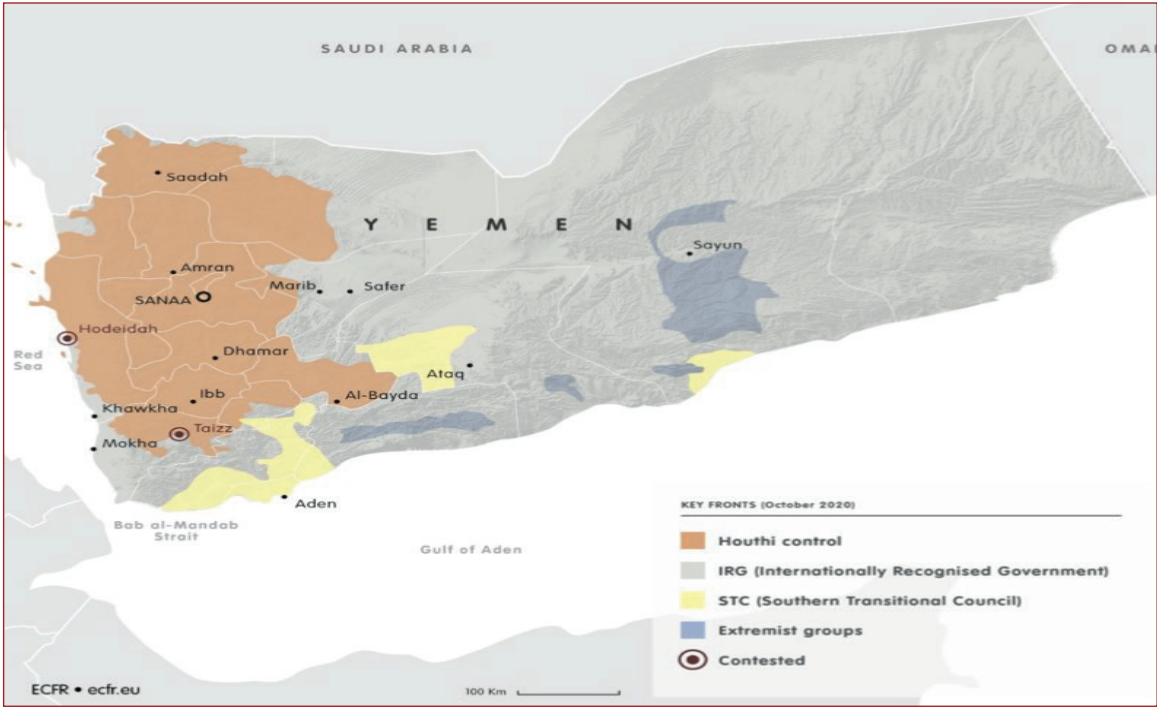 SAUDI ARABIA
Saadah
Y E M E N
Sayun
Amran
Marib
Safer
SANAA
Hodeidah
Red
Sea
Dhamar
Ataq
Ibb
Al-Bayda
Khawkha
Taizz
Mokha
Aden
Bab al-Mandab
Strait
Gulf of Aden
KEY FRONTS (October 2020)
Houthi control
IRG (Internationally Recognised Government)
STC (Southern Transitional Council)
Extremist groups
Contested
ECFR • ecfr.eu
100 Km